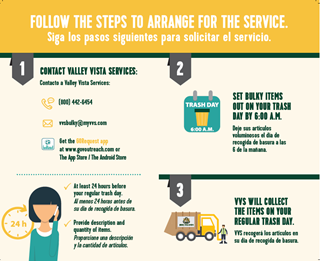 FOLLOW THE STEPS TO ARRANGE FOR THE SERVICE.
Siga los pasos siguientes para solicitar el servicio.
1
CONTACT VALLEY VISTA SERVICES:
Contacte a Valley Vista Services:
(800) 442-6454
vvsbulky@myvvs.com
Get the GORequest app
at www.govoutreach.com or
The App Store / The Android Store
24 h
✓ At least 24 hours before
your regular trash day.
Al menos 24 horas antes de
su día de recogida de basura.
✓ Provide description and
quantity of items.
Proporcione una descripción
y la cantidad de artículos.
2
TRASH DAY
6:00 A.M.
SET BULKY ITEMS
OUT ON YOUR TRASH
DAY BY 6:00 A.M.
Deje sus artículos
voluminosos el día de
recogida de basura a las
6 de la mañana.
3
VVS WILL COLLECT
THE ITEMS ON YOUR
REGULAR TRASH DAY.
VVS recogerá los artículos en
su día de recogida de basura.